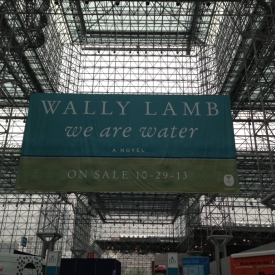 WALLY LAMB
we are water
A NOVEL
ON SALE 10-29-13